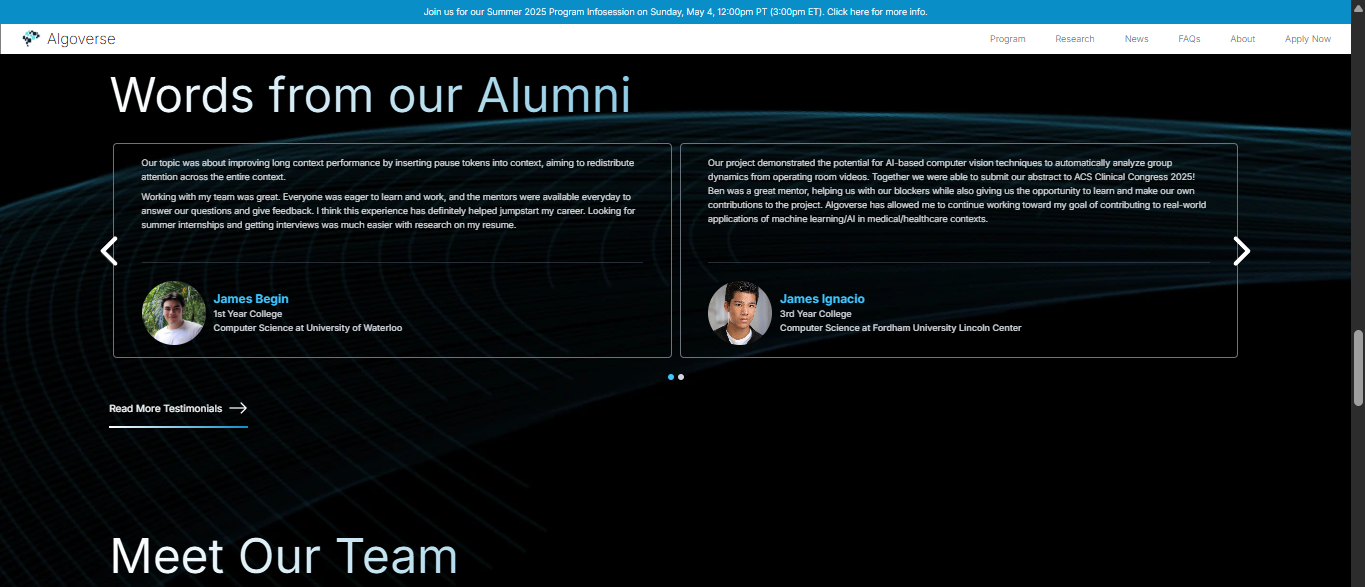 Join us for our Summer 2025 Program Infosession on Sunday, May 4, 12:00pm PT (3:00pm ET). Click here for more info.
Algoverse
Program
Research
News
FAQs
About
Apply Now
Words from our Alumni
Our topic was about improving long context performance by inserting pause tokens into context, aiming to redistribute
attention across the entire context.
Working with my team was great. Everyone was eager to learn and work, and the mentors were available everyday to
answer our questions and give feedback. I think this experience has definitely helped jumpstart my career. Looking for
summer internships and getting interviews was much easier with research on my resume.
James Begin
1st Year College
Computer Science at University of Waterloo
Our project demonstrated the potential for AI-based computer vision techniques to automatically analyze group
dynamics from operating room videos. Together we were able to submit our abstract to ACS Clinical Congress 2025!
Ben was a great mentor, helping us with our blockers while also giving us the opportunity to learn and make our own
contributions to the project. Algoverse has allowed me to continue working toward my goal of contributing to real-world
applications of machine learning/AI in medical/healthcare contexts.
James Ignacio
3rd Year College
Computer Science at Fordham University Lincoln Center
Read More Testimonials
Meet Our Team